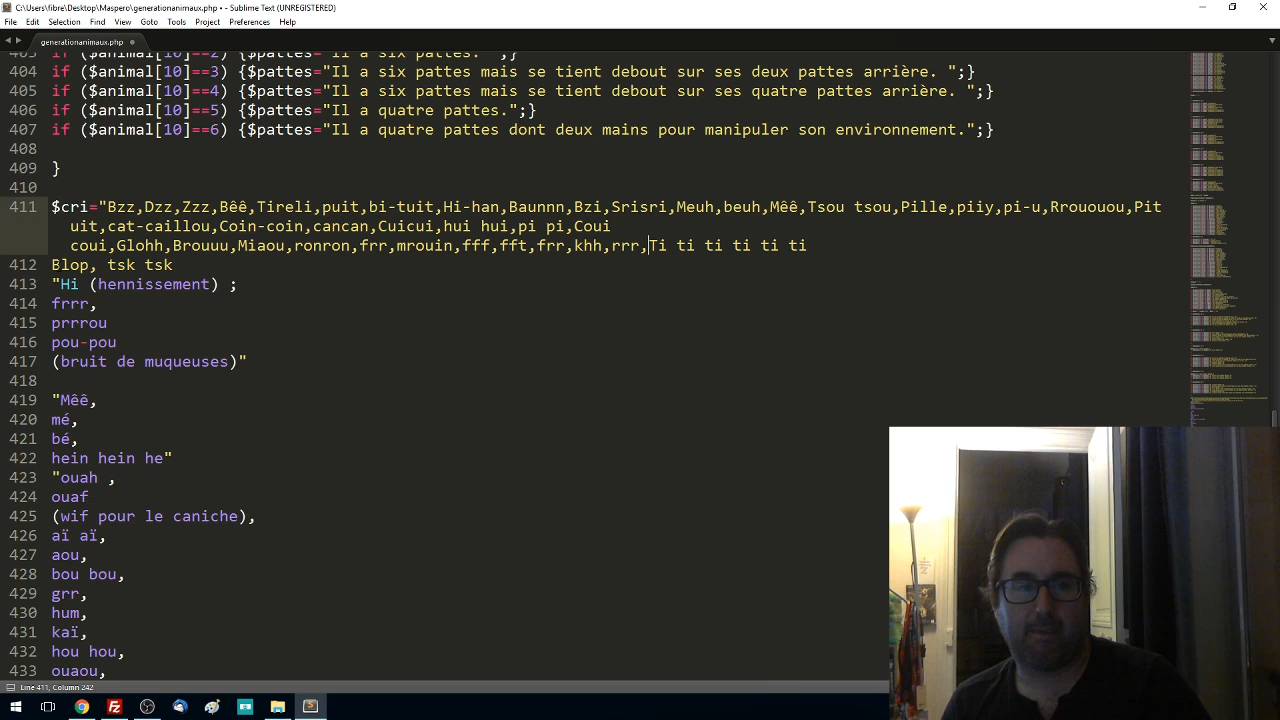 C:\Users\fibre\Desktop\Maspero\generationanimaux.php • - Sublime Text (UNREGISTERED)
File Edit Selection Find View Goto Tools Project Preferences Help
generationanimaux.php
403 if ($animal[10]==2) {$pattes="Il a six pattes. ";}
404 if ($animal[10]==3) {$pattes="Il a six pattes mais se tient debout sur ses deux pattes arrière. ";}
405 if ($animal[10]==4) {$pattes="Il a six pattes mais se tient debout sur ses quatre pattes arrière. ";}
406 if ($animal[10]==5) {$pattes="Il a quatre pattes.";}
407 if ($animal[10]==6) {$pattes="Il a quatre pattes dont deux mains pour manipuler son environnement.";}
408
409 }
410
411 $cri="Bzz,Dzz,Zzz,Bêê,Tireli,puit,bi-tuit,Hi-han,Baunnn,Bzi,Srisri,Meuh,beuh,Mêê,Tsou tsou,Pille,piiy,pi-u,Rrououou,Pit
uit,cat-caillou,Coin-coin,cancan,Cuicui,hui hui,pi pi,Coui
coui,Glohh,Brouuu,Miaou,ronron,frr,mrouin,fff,fft,frr,khh,rrr,Ti ti ti ti ti ti
412 Blop, tsk tsk
413 "Hi (hennissement) ;
414 frrr,
415 prrrou
416 pou-pou
417 (bruit de muqueuses)"
418
419 "Mêê,
420 mé,
421 bé,
422 hein hein he"
423 "ouah ,
424 ouaf
425 (wif pour le caniche),
426 aï aï,
427 aou,
428 bou bou,
429 grr,
430 hum,
431 kaï,
432 hou hou,
433 ouaou,
Line 411, Column 242